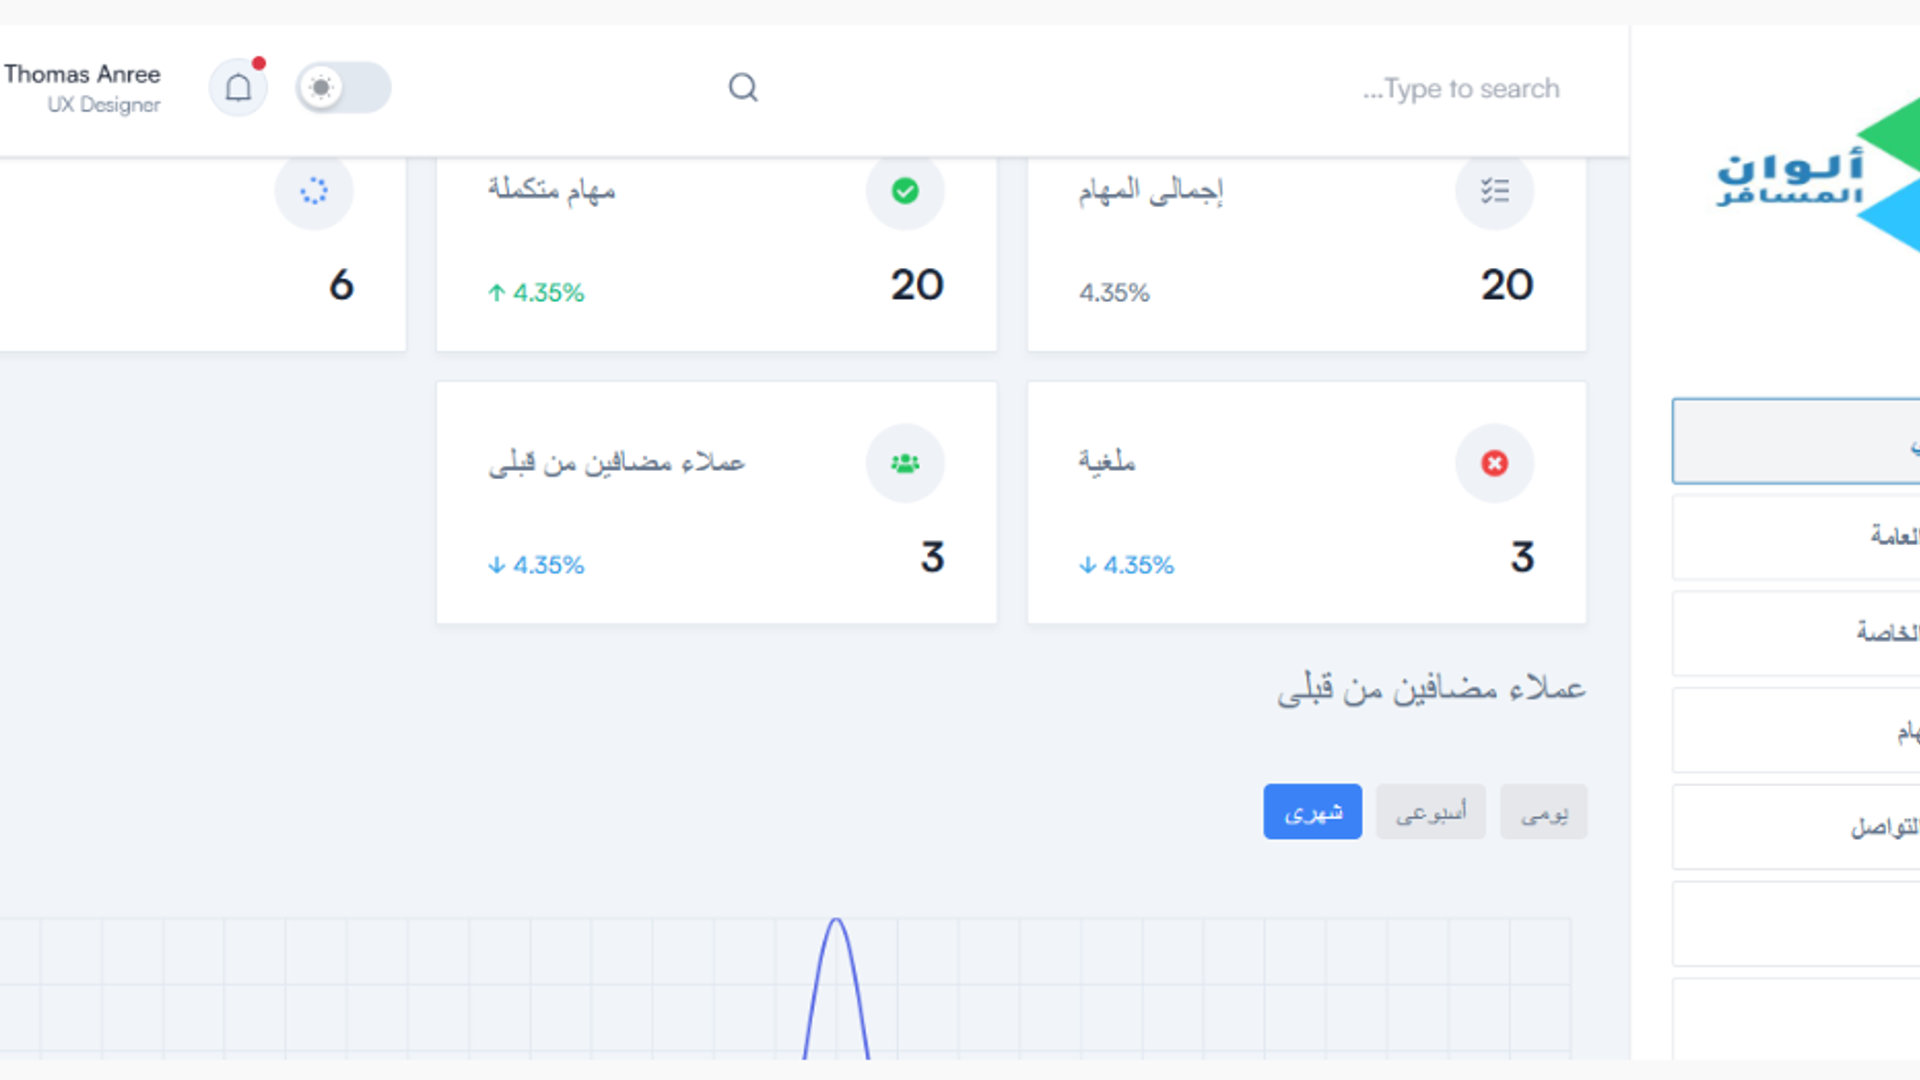 Thomas Anree
UX Designer
...Type to search
ألوان
المسافر
إجمالى المهام
20
4.35%
مهام متكملة
20
4.35%
6
ملغية
3
4.35%
عملاء مضافين من قبلى
3
4.35%
عملاء مضافين من قبلى
يومى
أسبوعى
شهرى
العامة
الخاصة
التواصل